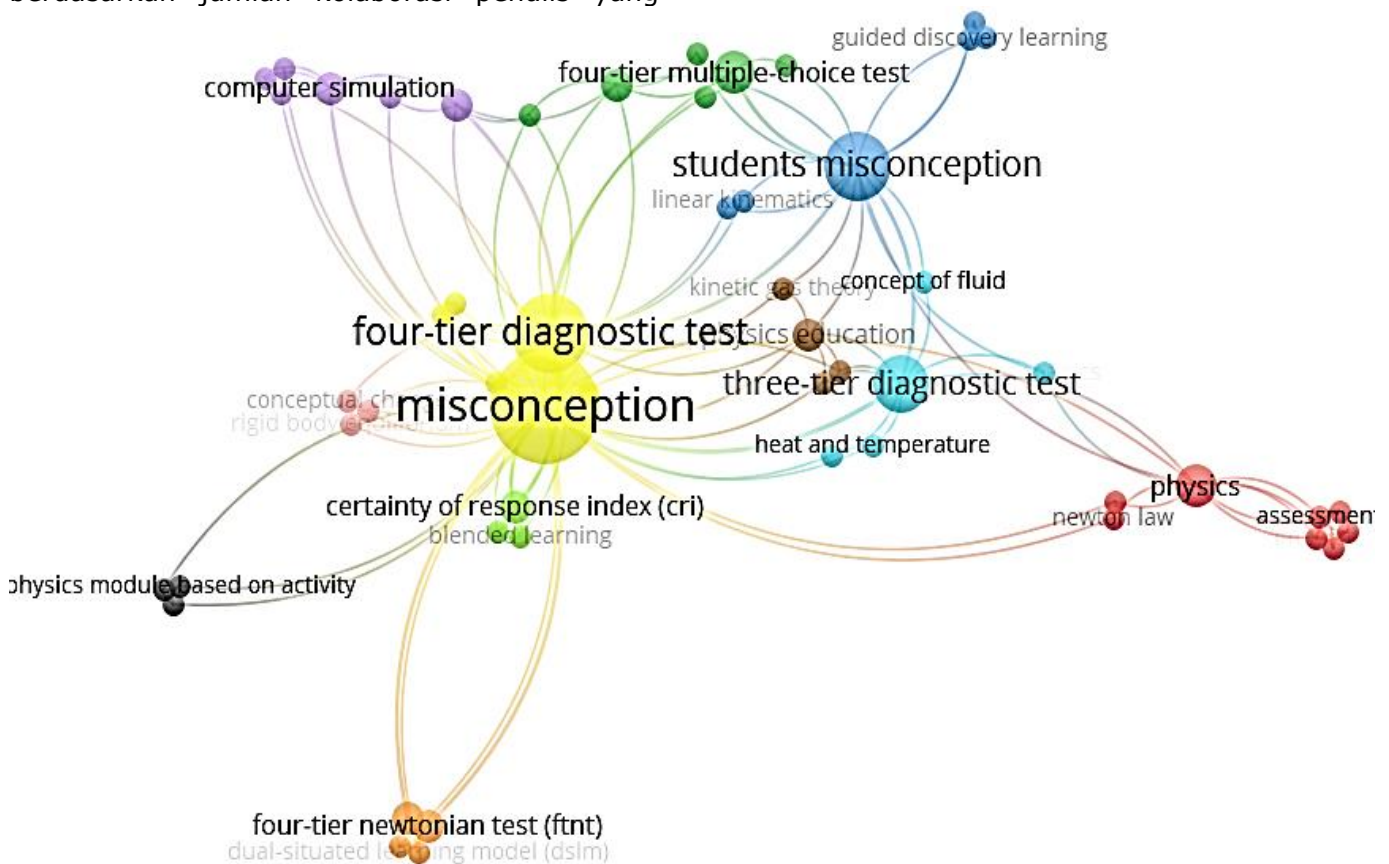 berdasarkan jumlah kolaborasi penulis yang
guided discovery learning
four-tier multiple-choice test
computer simulation
students misconception
linear kinematics
concept of fluid
kinetic gas theory
four-tier diagnostic test
physics education
three-tier diagnostic test
conceptual
misconception
rigid body
heat and temperature
physics
certainty of response index (cri)
newton law
assessment
blended learning
physics module based on activity
four-tier newtonian test (ftnt)
dual-situated learning model (dslm)